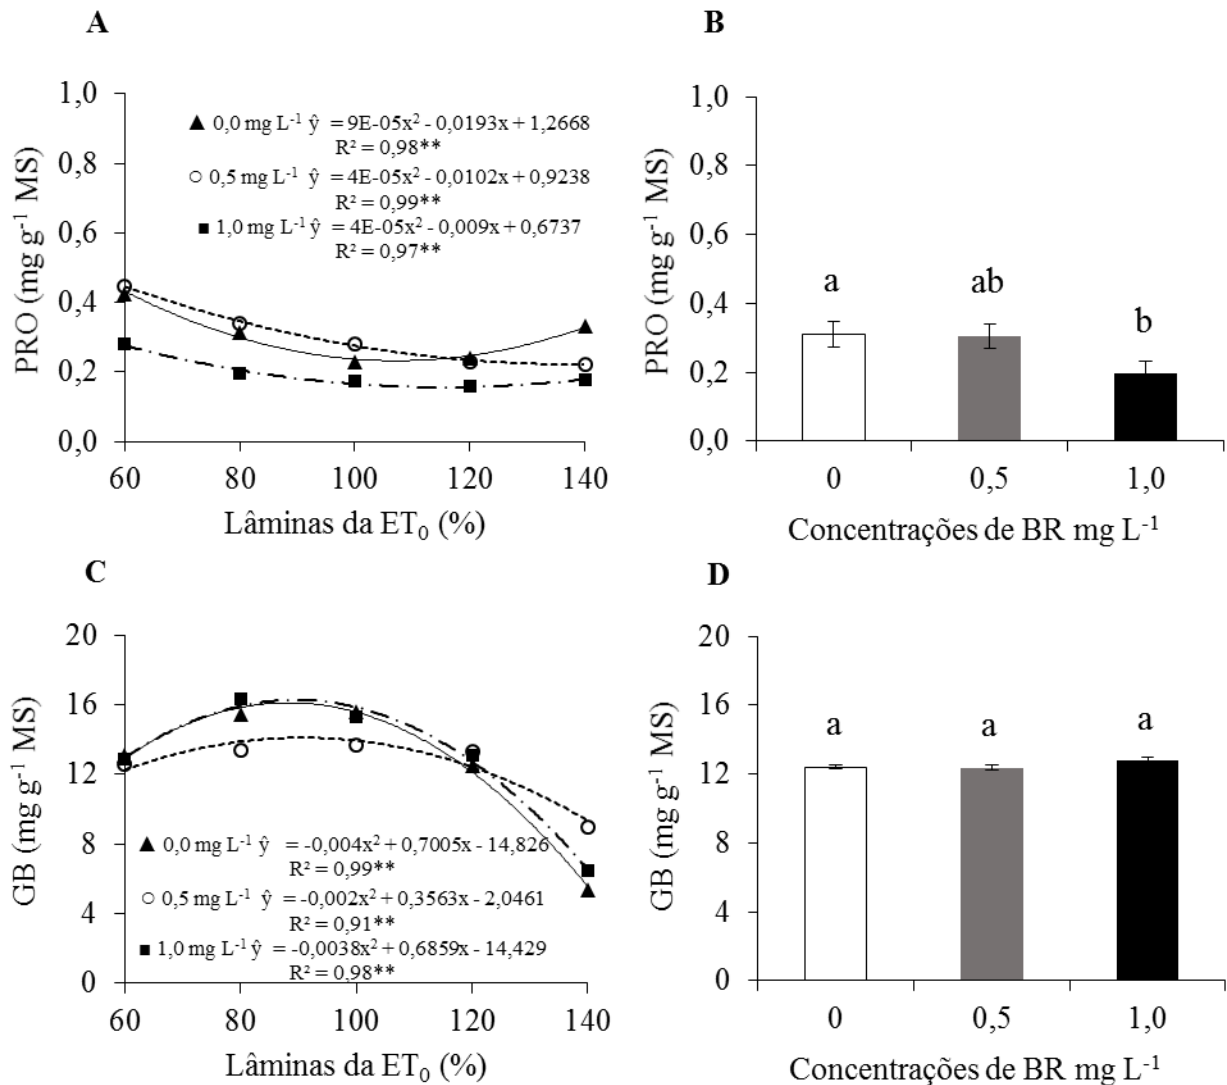 A
1,0
0,8
0,6
0,4
0,2
0,0
PRO (mg g⁻¹ MS)
▲ 0,0 mg L⁻¹ ŷ = 9E-05x² - 0,0193x + 1,2668
R² = 0,98**
○ 0,5 mg L⁻¹ ŷ = 4E-05x² - 0,0102x + 0,9238
R² = 0,99**
■ 1,0 mg L⁻¹ ŷ = 4E-05x² - 0,009x + 0,6737
R² = 0,97**
60 80 100 120 140
Lâminas da ET₀ (%)
B
1,0
0,8
0,6
0,4
0,2
0,0
PRO (mg g⁻¹ MS)
a ab b
0 0,5 1,0
Concentrações de BR mg L⁻¹
C
20
16
12
8
4
0
GB (mg g⁻¹ MS)
▲ 0,0 mg L⁻¹ ŷ = -0,004x² + 0,7005x - 14,826
R² = 0,99**
○ 0,5 mg L⁻¹ ŷ = -0,002x² + 0,3563x - 2,0461
R² = 0,91**
■ 1,0 mg L⁻¹ ŷ = -0,0038x² + 0,6859x - 14,429
R² = 0,98**
60 80 100 120 140
Lâminas da ET₀ (%)
D
20
16
12
8
4
0
GB (mg g⁻¹ MS)
a a a
0 0,5 1,0
Concentrações de BR mg L⁻¹